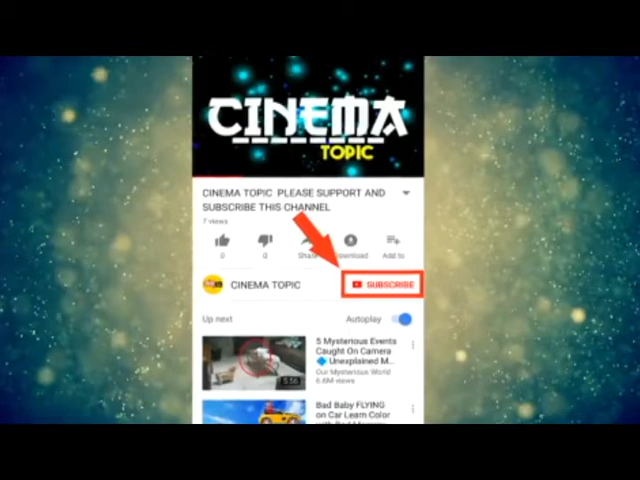 CINEMA
TOPIC
CINEMA TOPIC PLEASE SUPPORT AND
SUBSCRIBE THIS CHANNEL
7 views
0 0 Share Download Add to
CINEMA TOPIC SUBSCRIBE
Up next Autoplay
5 Mysterious Events
Caught On Camera
Unexplained M...
Our Mysterious World
6.6M views
5:36
Bad Baby FLYING
on Car Learn Color